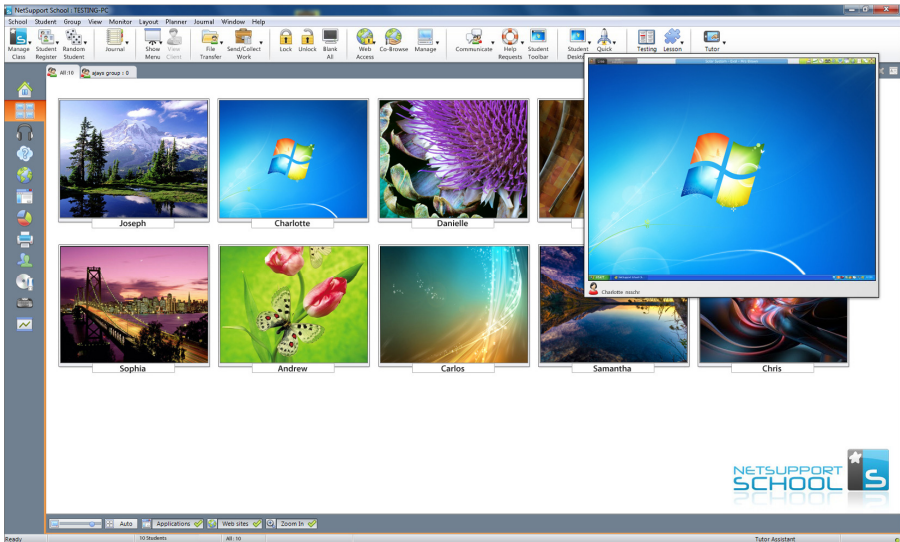 NetSupport School : TESTING-PC
School Student Group View Monitor Layout Planner Journal Window Help
Manage Class
Student Register
Random Student
Journal
Show Menu
View Client
File Transfer
Send/Collect Work
Lock
Unlock
Blank All
Web Access
Co-Browse
Manage
Communicate
Help Requests
Student Toolbar
Student
Quick
Testing
Lesson
Tutor
All :10
ajays group : 0
Joseph
Charlotte
Danielle
Charlotte
Sophia
Andrew
Carlos
Samantha
Chris
NETSUPPORT
SCHOOL
S
Auto
Applications
Web sites
Zoom In
Ready
10 Students
All : 10
Tutor Assistant